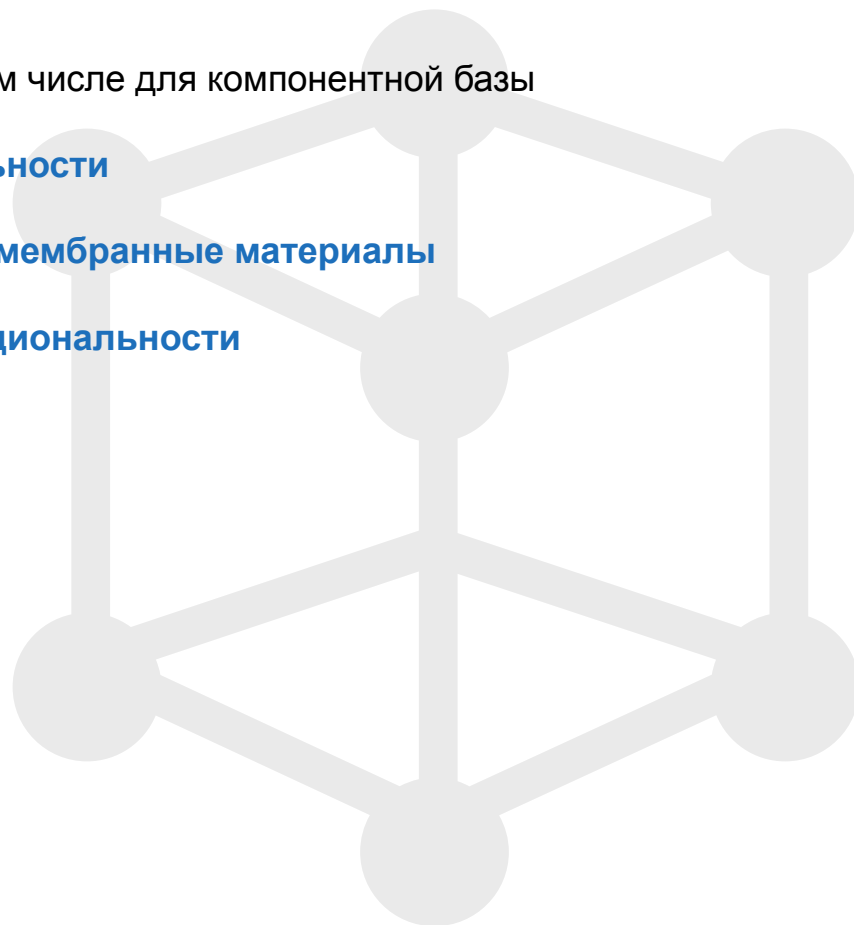 м числе для компонентной базы
ьности
мембранные материалы
циональности